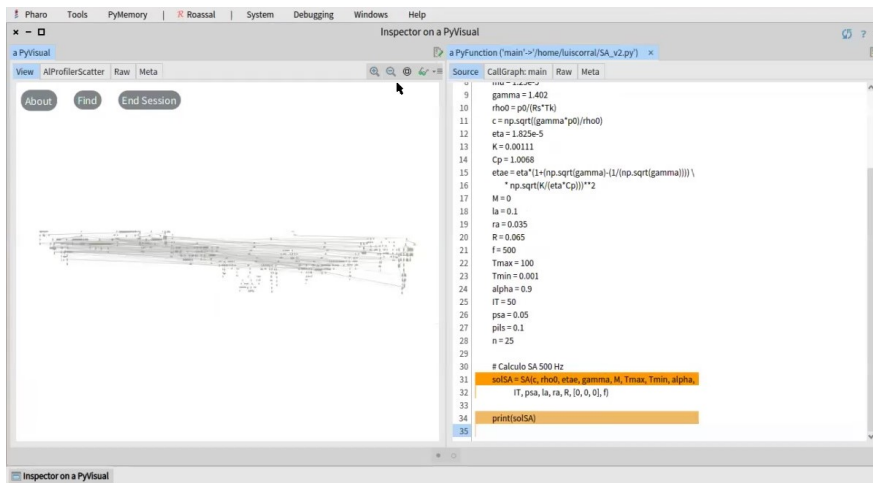 Pharo Tools PyMemory | Roassal | System Debugging Windows Help
Inspector on a PyVisual
a PyVisual
a PyFunction ('main'->'/home/luiscorral/SA_v2.py')
View AIProfilerScatter Raw Meta
Source CallGraph: main Raw Meta
About Find End Session
9 gamma = 1.402
10 rho0 = p0/(Rs*Tk)
11 c = np.sqrt((gamma*p0)/rho0)
12 eta = 1.825e-5
13 K = 0.00111
14 Cp = 1.0068
15 etae = eta*(1+(np.sqrt(gamma)-(1/(np.sqrt(gamma)))) \
16 * np.sqrt(K/(eta*Cp)))**2
17 M = 0
18 la = 0.1
19 ra = 0.035
20 R = 0.065
21 f = 500
22 Tmax = 100
23 Tmin = 0.001
24 alpha = 0.9
25 IT = 50
26 psa = 0.05
27 pils = 0.1
28 n = 25
29
30 # Calculo SA 500 Hz
31 solSA = SA(c, rho0, etae, gamma, M, Tmax, Tmin, alpha,
32 IT, psa, la, ra, R, [0, 0, 0], f)
33
34 print(solSA)
35
Inspector on a PyVisual